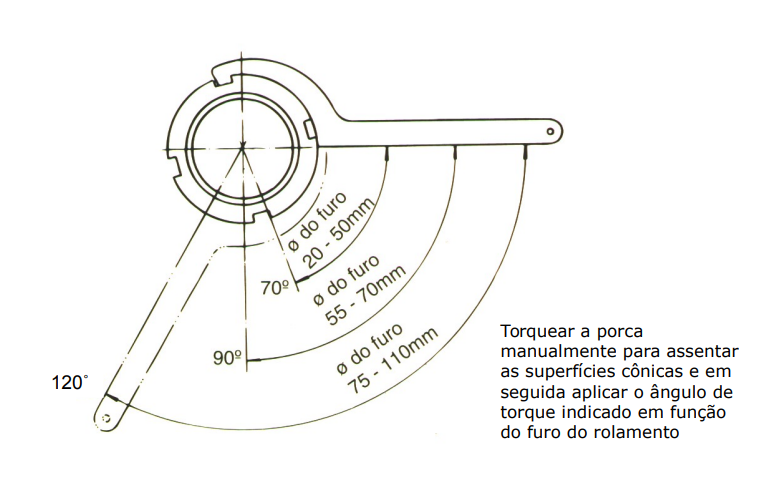 ø do furo
20 - 50mm
70º
ø do furo
55 - 70mm
90º
ø do furo
75 - 110mm
120°
Torquear a porca
manualmente para assentar
as superfícies cônicas e em
seguida aplicar o ângulo de
torque indicado em função
do furo do rolamento